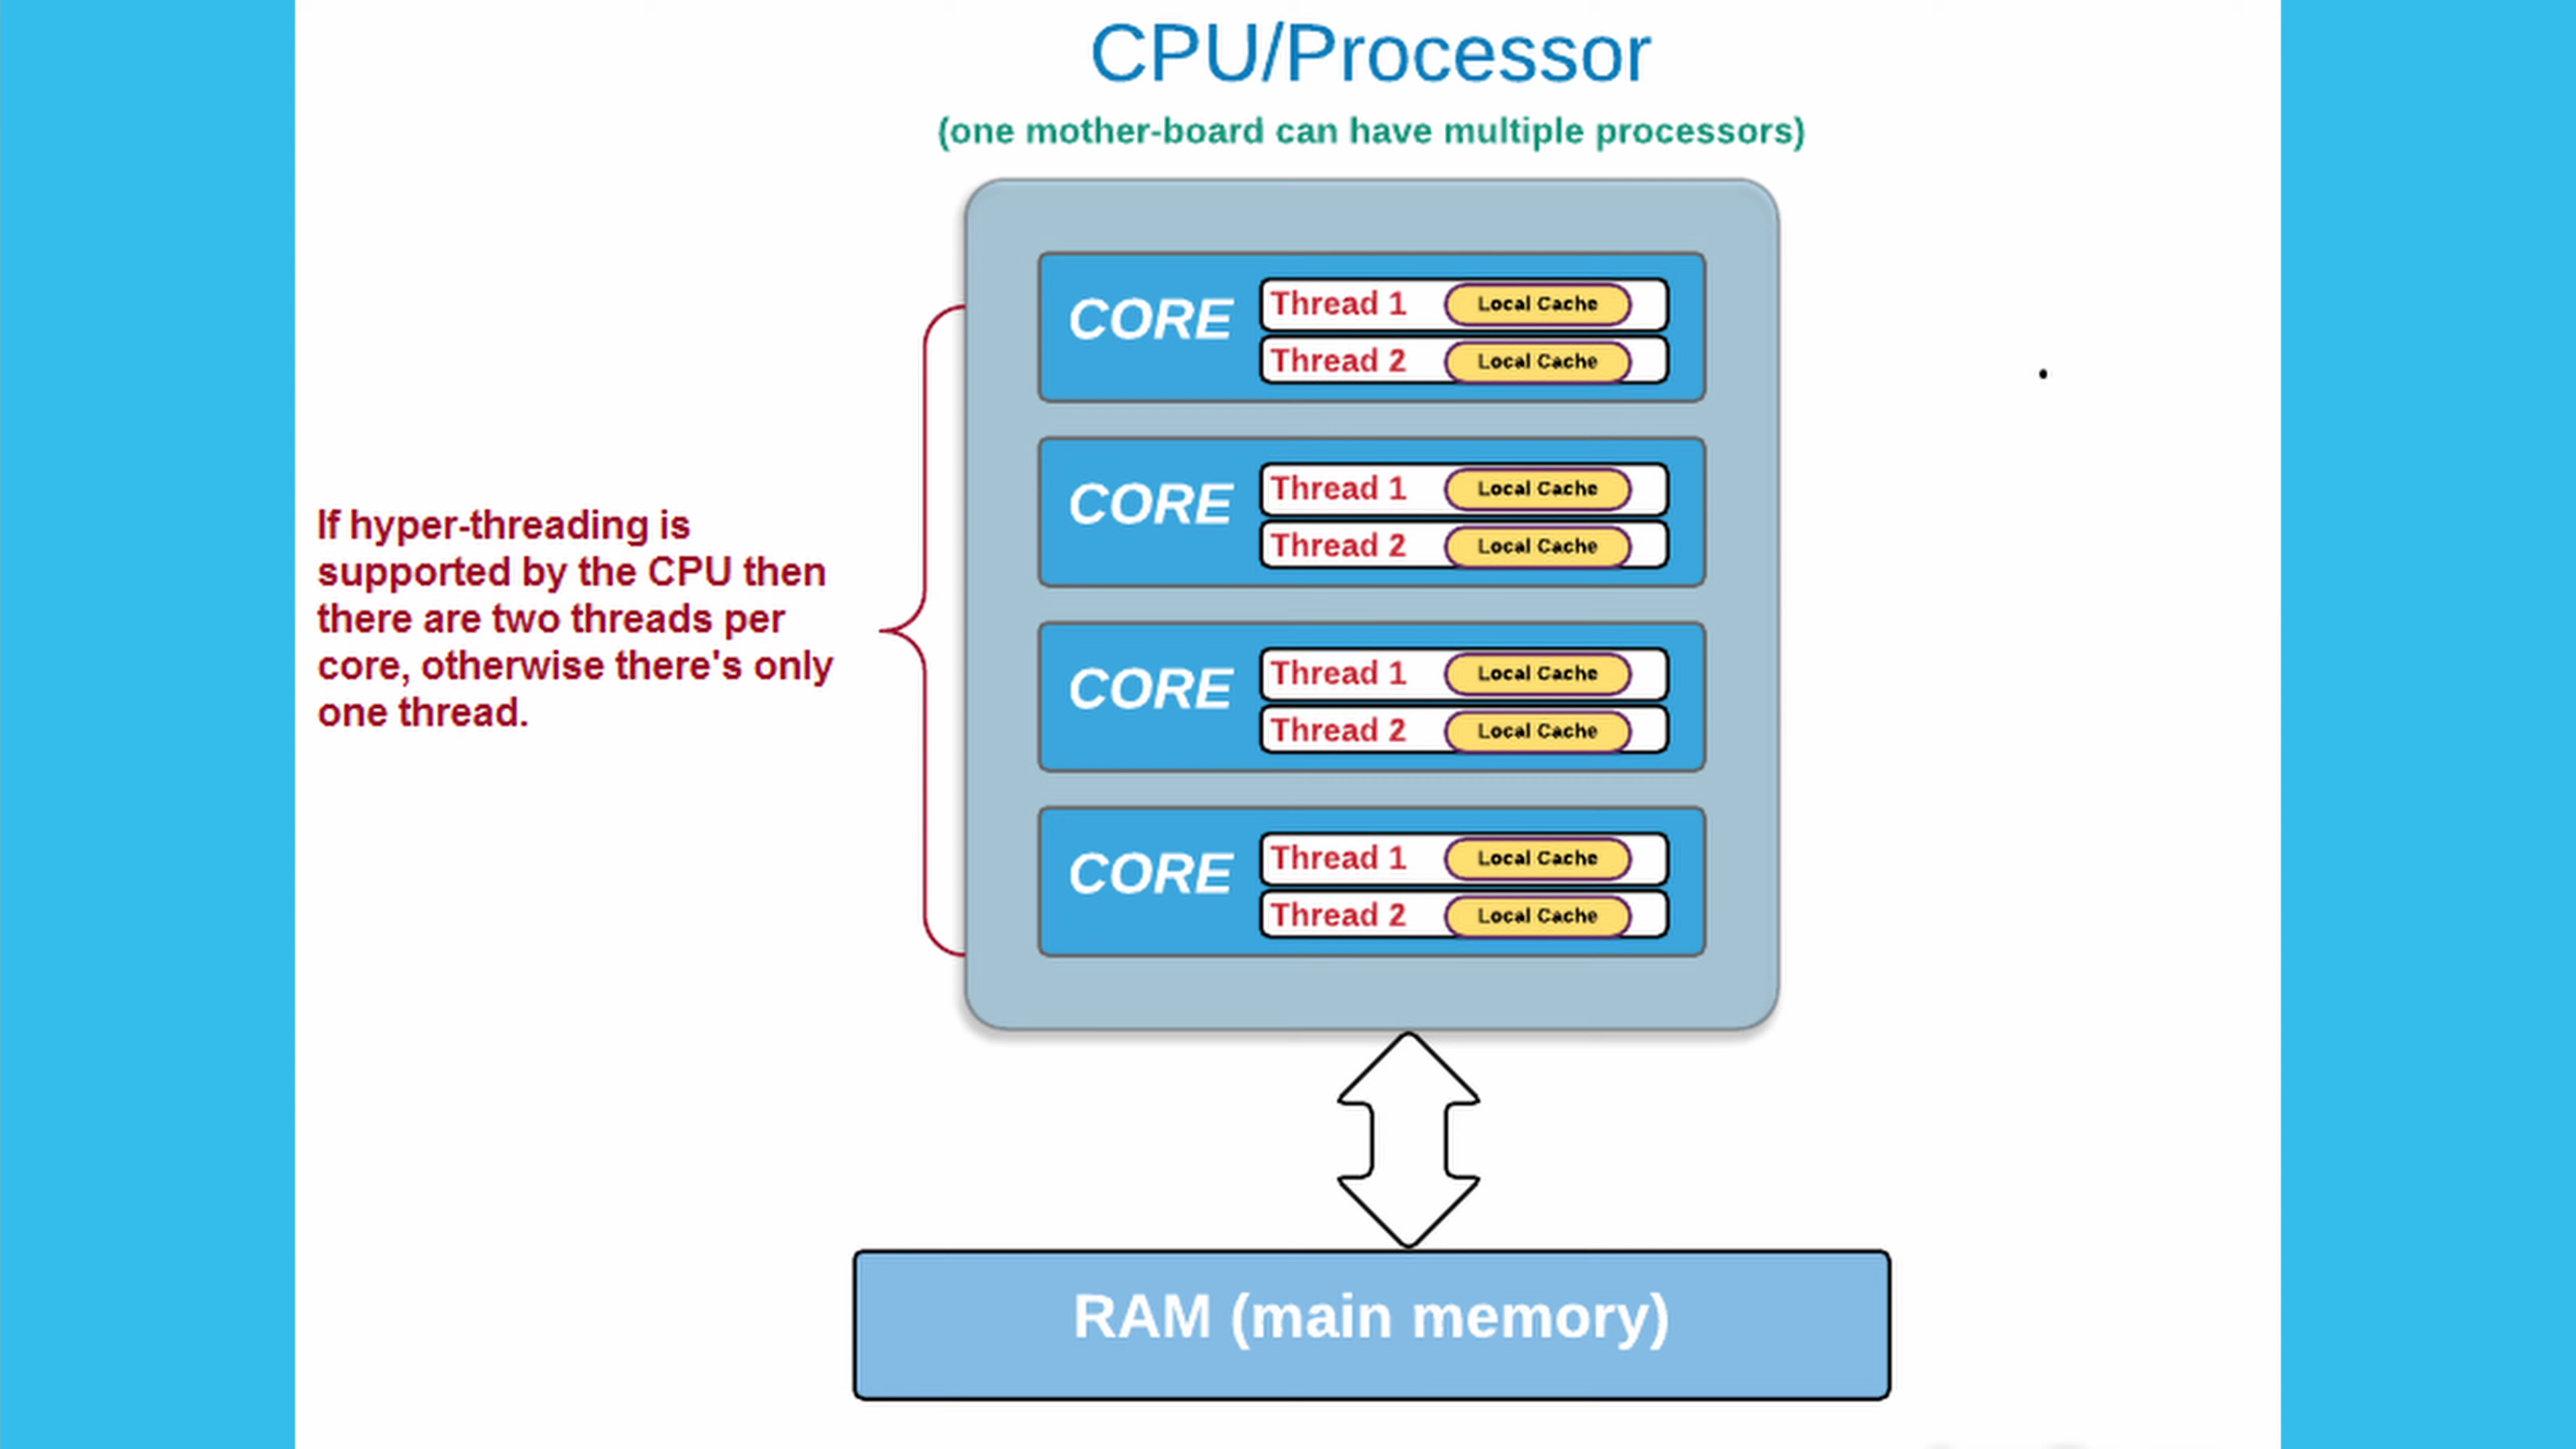 CPU/Processor
(one mother-board can have multiple processors)
CORE
Thread 1 Local Cache
Thread 2 Local Cache
CORE
Thread 1 Local Cache
Thread 2 Local Cache
If hyper-threading is
supported by the CPU then
there are two threads per
core, otherwise there's only
one thread.
CORE
Thread 1 Local Cache
Thread 2 Local Cache
CORE
Thread 1 Local Cache
Thread 2 Local Cache
RAM (main memory)